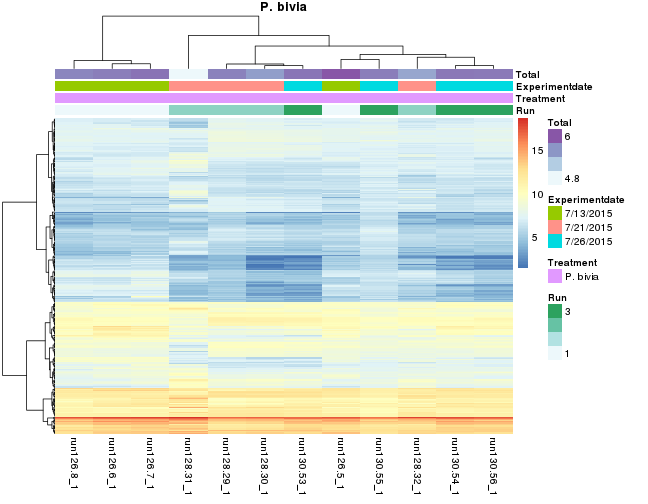 P. bivia
Total
Experimentdate
Treatment
Run
15
10
5
Total
6
4.8
Experimentdate
7/13/2015
7/21/2015
7/26/2015
Treatment
P. bivia
Run
3
1
run126.8_1
run126.6_1
run126.7_1
run128.31_1
run128.29_1
run128.30_1
run130.53_1
run126.5_1
run130.55_1
run128.32_1
run130.54_1
run130.56_1